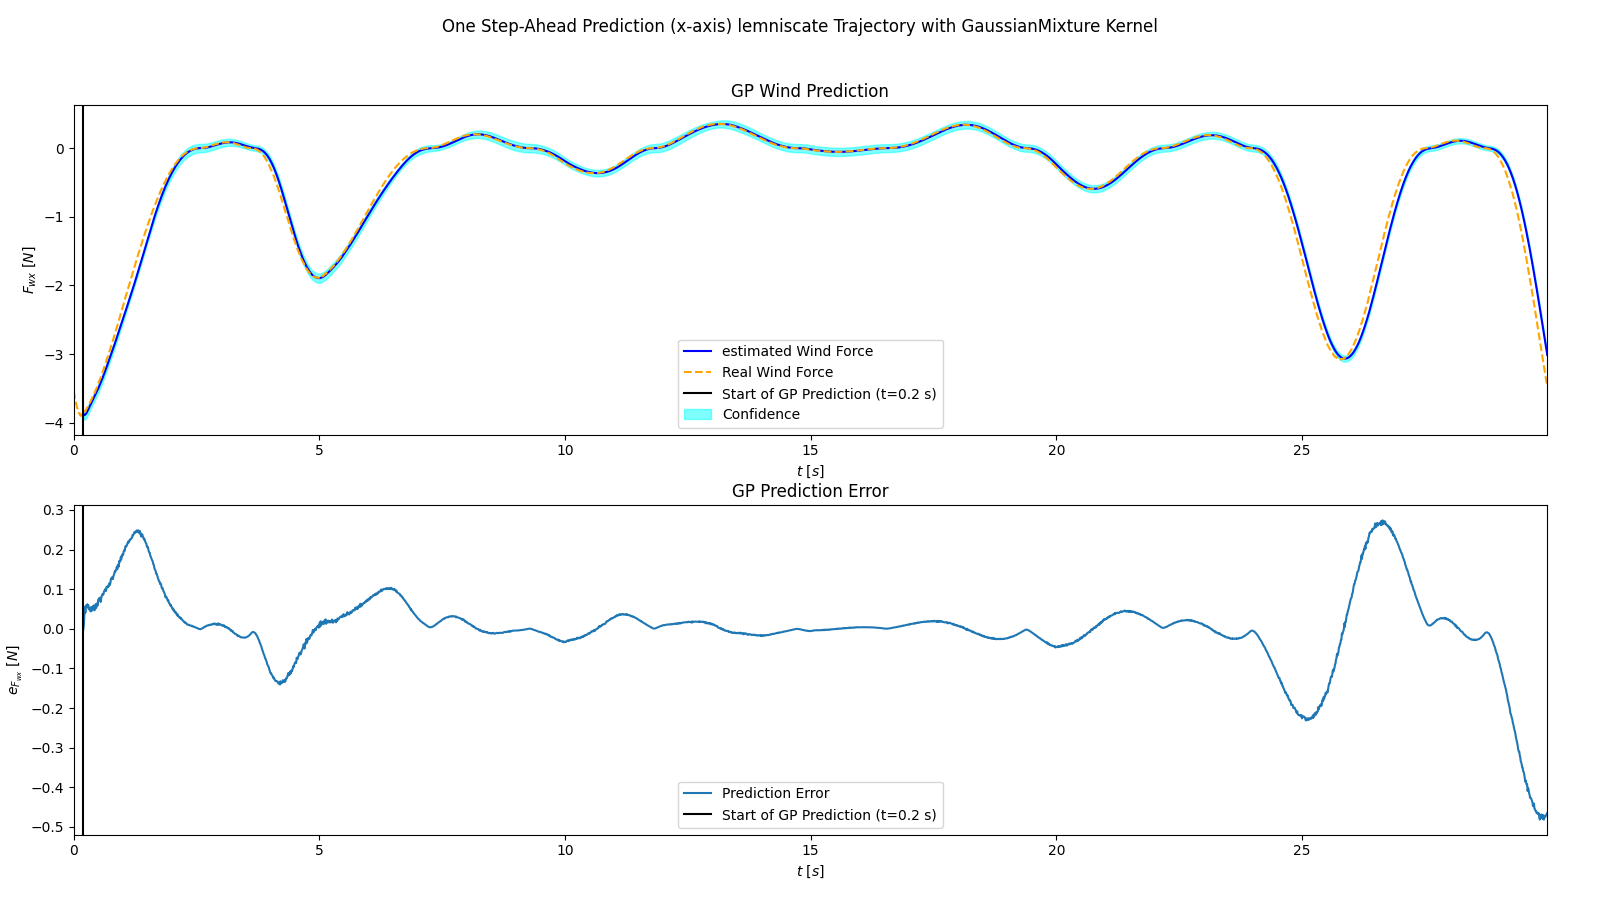 One Step-Ahead Prediction (x-axis) lemniscate Trajectory with GaussianMixture Kernel
GP Wind Prediction
F_wx [N]
0
−1
−2
−3
−4
estimated Wind Force
Real Wind Force
Start of GP Prediction (t=0.2 s)
Confidence
0 5 10 15 20 25
t [s]
GP Prediction Error
e_F_wx [N]
0.3
0.2
0.1
0.0
−0.1
−0.2
−0.3
−0.4
−0.5
Prediction Error
Start of GP Prediction (t=0.2 s)
0 5 10 15 20 25
t [s]